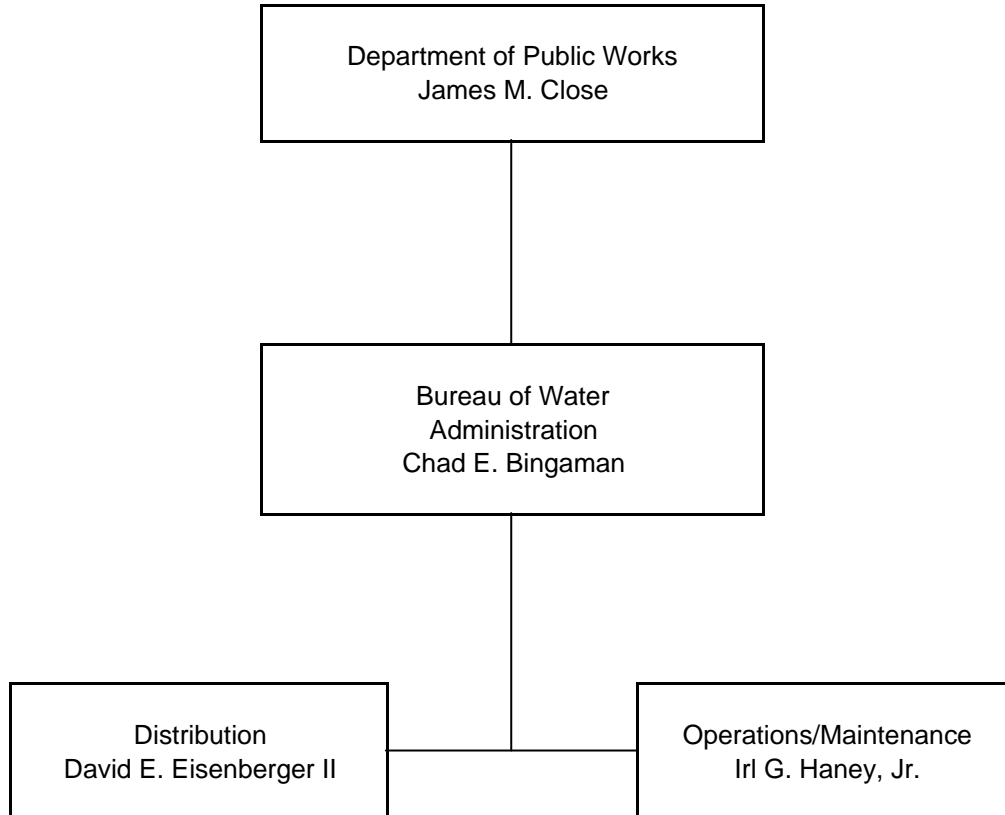 Department of Public Works
James M. Close
Bureau of Water
Administration
Chad E. Bingaman
Distribution
David E. Eisenberger II
Operations/Maintenance
Irl G. Haney, Jr.